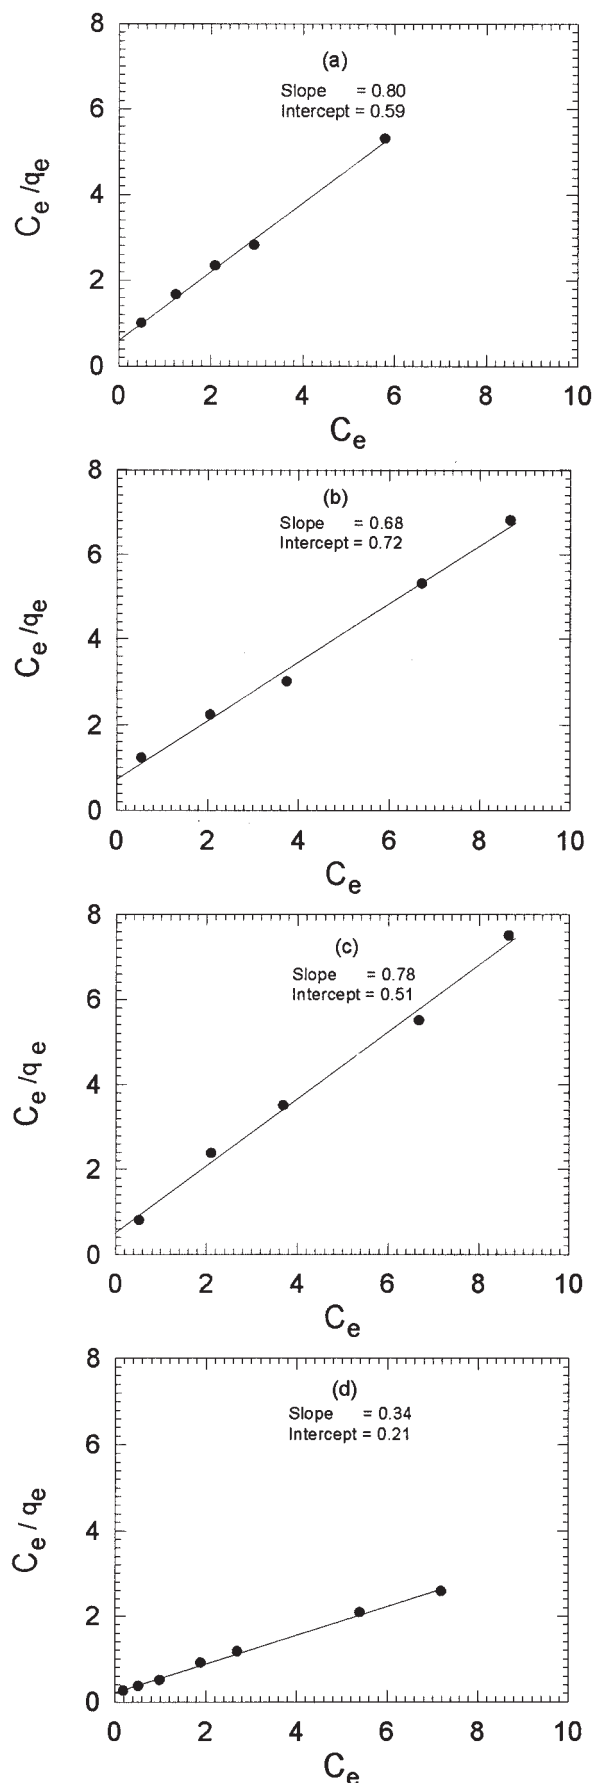 8
(a)
Slope = 0.80
Intercept = 0.59
6
4
2
0
Ce/qe
0 2 4 6 8 10
Ce
8
(b)
Slope = 0.68
Intercept = 0.72
6
4
2
0
Ce/qe
0 2 4 6 8 10
Ce
8
(c)
Slope = 0.78
Intercept = 0.51
6
4
2
0
Ce/qe
0 2 4 6 8 10
Ce
8
(d)
Slope = 0.34
Intercept = 0.21
6
4
2
0
Ce/qe
0 2 4 6 8 10
Ce